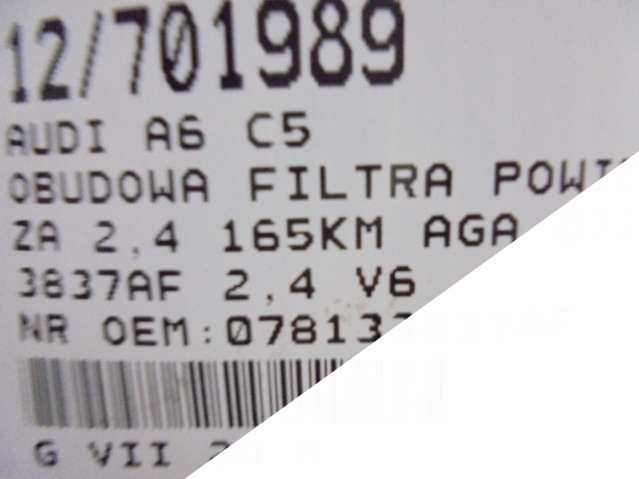 12/701989
AUDI A6 C5
OBUDOWA FILTRA
ZA 2,4 165KM AGA
3837AF 2,4 V6
NR OEM:078133837AF
G VII